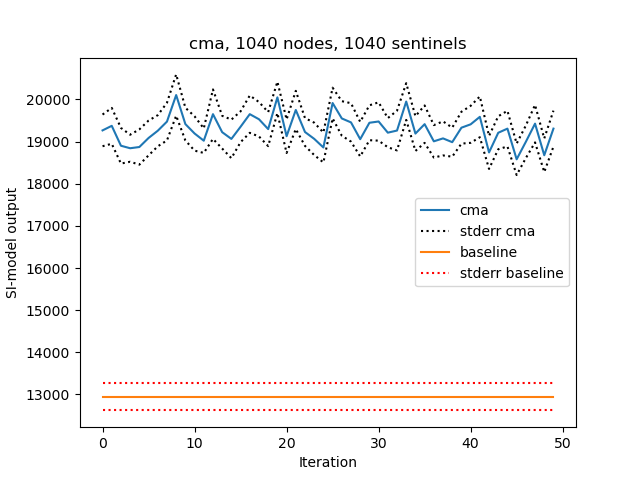 cma, 1040 nodes, 1040 sentinels
SI-model output
20000
19000
18000
17000
16000
15000
14000
13000
cma
stderr cma
baseline
stderr baseline
0 10 20 30 40 50
Iteration